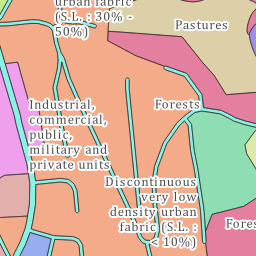 urban fabric
(S.L. : 30% -
50%)
Pastures
Industrial,
commercial,
public,
military and
private units
Forests
Discontinuous
very low
density urban
fabric (S.L. :
< 10%)
Fores